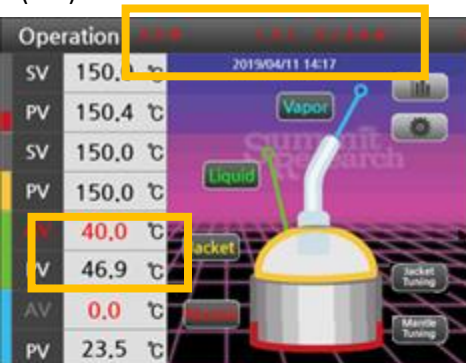 Operation
2019/04/11 14:17
SV 150.0 ℃
PV 150.4 ℃
SV 150.0 ℃
PV 150.0 ℃
40.0 ℃
PV 46.9 ℃
AV 0.0 ℃
PV 23.5 ℃
Vapor
Summit
Research
Liquid
Jacket
Jacket
Tuning
Mantle
Tuning